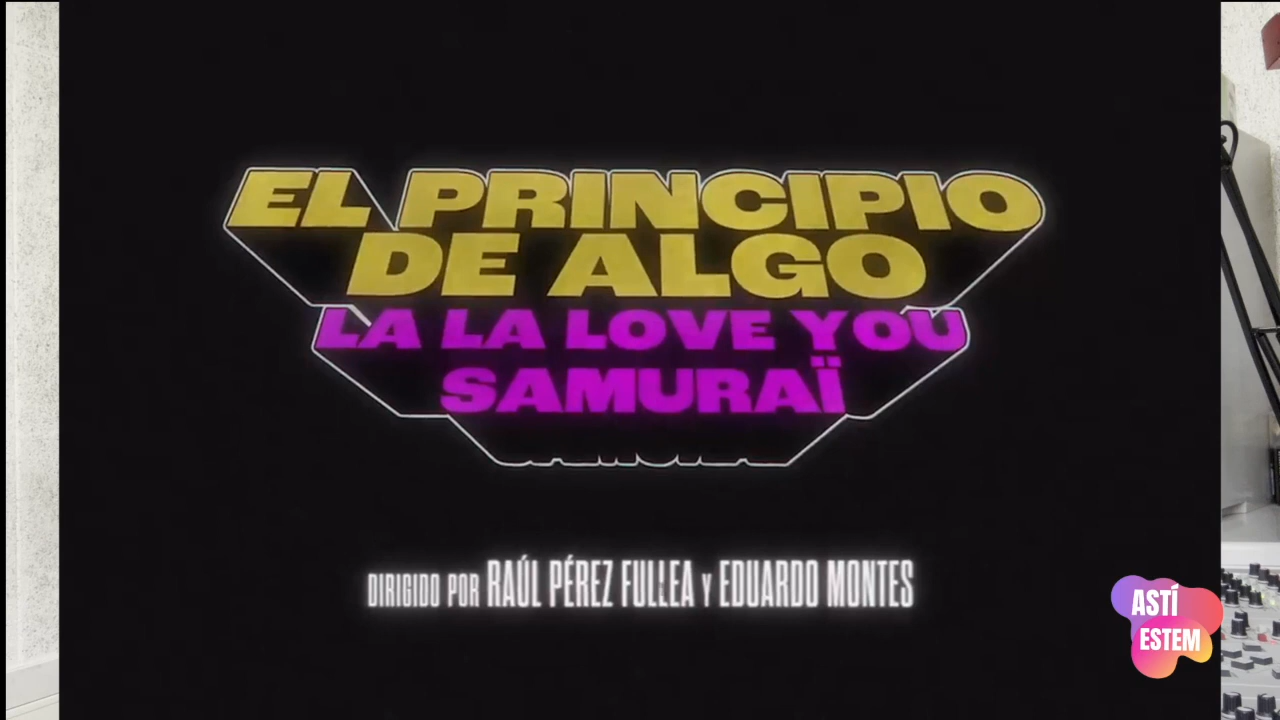 EL PRINCIPIO
DE ALGO
LA LA LOVE YOU
SAMURAÏ
DIRIGIDO POR RAÚL PÉREZ FULLEA Y EDUARDO MONTES
ASTÍ
ESTEM